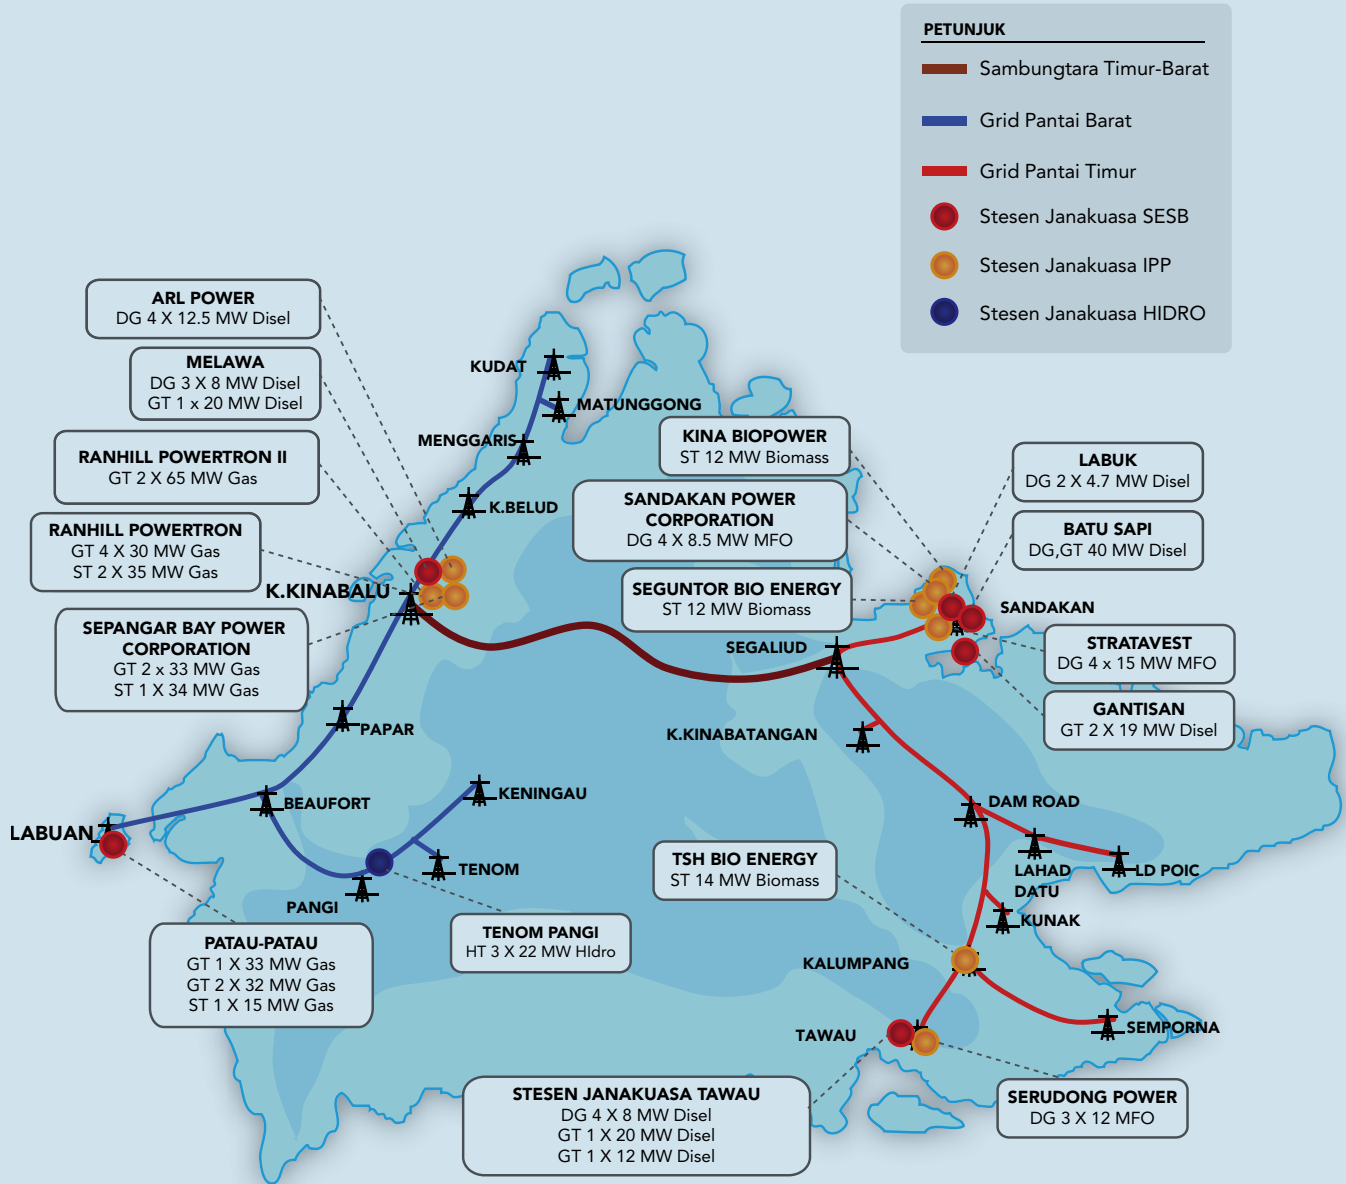 PETUNJUK
Sambungtara Timur-Barat
Grid Pantai Barat
Grid Pantai Timur
Stesen Janakuasa SESB
Stesen Janakuasa IPP
Stesen Janakuasa HIDRO
ARL POWER
DG 4 X 12.5 MW Disel
MELAWA
DG 3 X 8 MW Disel
GT 1 x 20 MW Disel
RANHILL POWERTRON II
GT 2 X 65 MW Gas
RANHILL POWERTRON
GT 4 X 30 MW Gas
ST 2 X 35 MW Gas
K.KINABALU
SEPANGAR BAY POWER
CORPORATION
GT 2 x 33 MW Gas
ST 1 X 34 MW Gas
KUDAT
MATUNGGONG
MENGGARIS
K.BELUD
KINA BIOPOWER
ST 12 MW Biomass
SANDAKAN POWER
CORPORATION
DG 4 X 8.5 MW MFO
SEGUNTOR BIO ENERGY
ST 12 MW Biomass
LABUK
DG 2 X 4.7 MW Disel
BATU SAPI
DG,GT 40 MW Disel
SANDAKAN
STRATAVEST
DG 4 x 15 MW MFO
GANTISAN
GT 2 X 19 MW Disel
SEGALIUD
K.KINABATANGAN
PAPAR
BEAUFORT
KENINGAU
LABUAN
TENOM
PANGI
DAM ROAD
LAHAD
DATU
LD POIC
KUNAK
TSH BIO ENERGY
ST 14 MW Biomass
TENOM PANGI
HT 3 X 22 MW HIdro
PATAU-PATAU
GT 1 X 33 MW Gas
GT 2 X 32 MW Gas
ST 1 X 15 MW Gas
KALUMPANG
TAWAU
SEMPORNA
STESEN JANAKUASA TAWAU
DG 4 X 8 MW Disel
GT 1 X 20 MW Disel
GT 1 X 12 MW Disel
SERUDONG POWER
DG 3 X 12 MFO